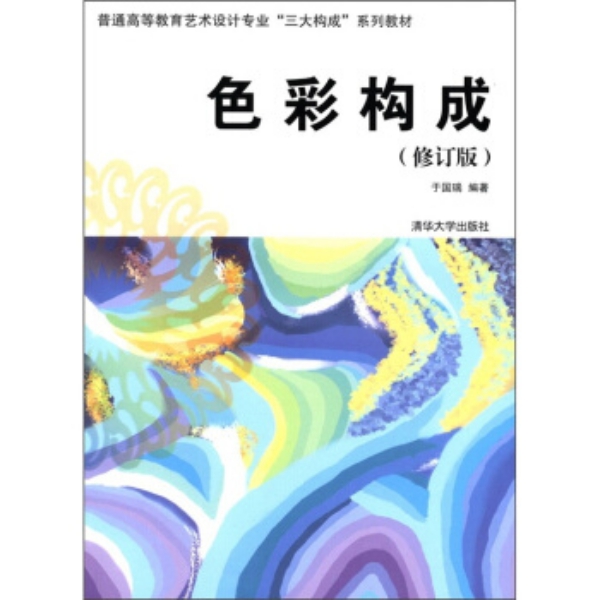 普通高等教育艺术设计专业“三大构成”系列教材
色彩构成
（修订版）
于国瑞 编著
清华大学出版社